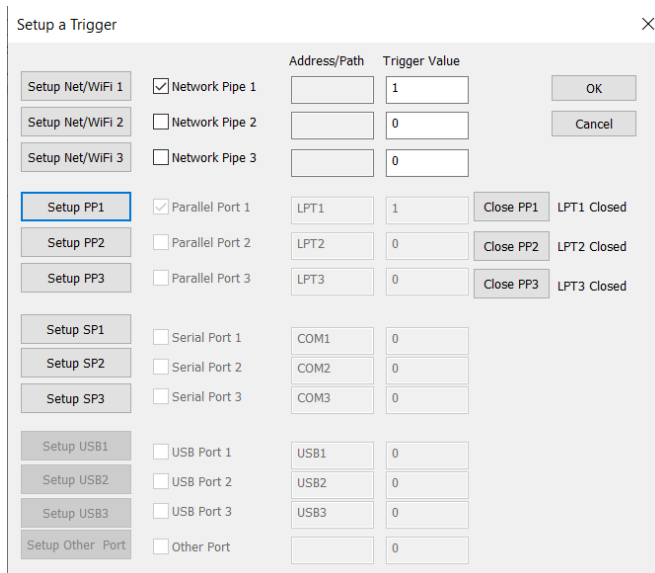 Setup a Trigger
Address/Path Trigger Value
Setup Net/WiFi 1 Network Pipe 1 1 OK
Setup Net/WiFi 2 Network Pipe 2 0 Cancel
Setup Net/WiFi 3 Network Pipe 3 0
Setup PP1 Parallel Port 1 LPT1 1 Close PP1 LPT1 Closed
Setup PP2 Parallel Port 2 LPT2 0 Close PP2 LPT2 Closed
Setup PP3 Parallel Port 3 LPT3 0 Close PP3 LPT3 Closed
Setup SP1 Serial Port 1 COM1 0
Setup SP2 Serial Port 2 COM2 0
Setup SP3 Serial Port 3 COM3 0
Setup USB1 USB Port 1 USB1 0
Setup USB2 USB Port 2 USB2 0
Setup USB3 USB Port 3 USB3 0
Setup Other Port Other Port 0